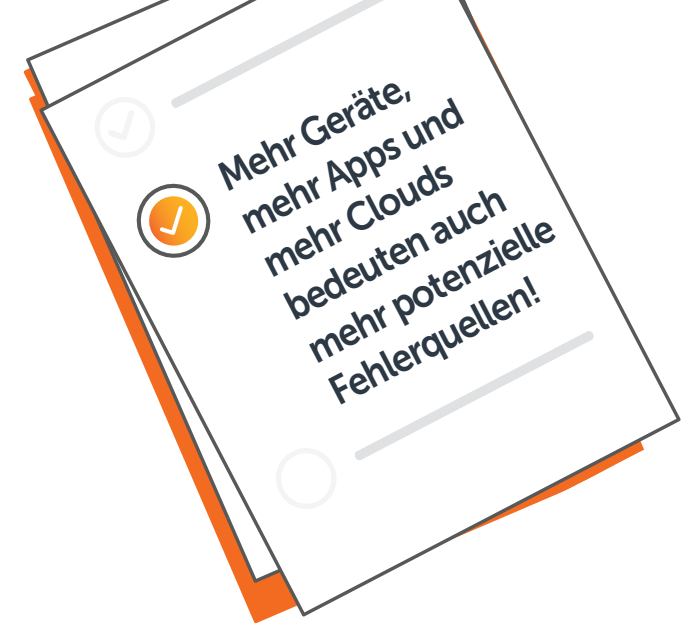 Mehr Geräte,
mehr Apps und
mehr Clouds
bedeuten auch
mehr potenzielle
Fehlerquellen!